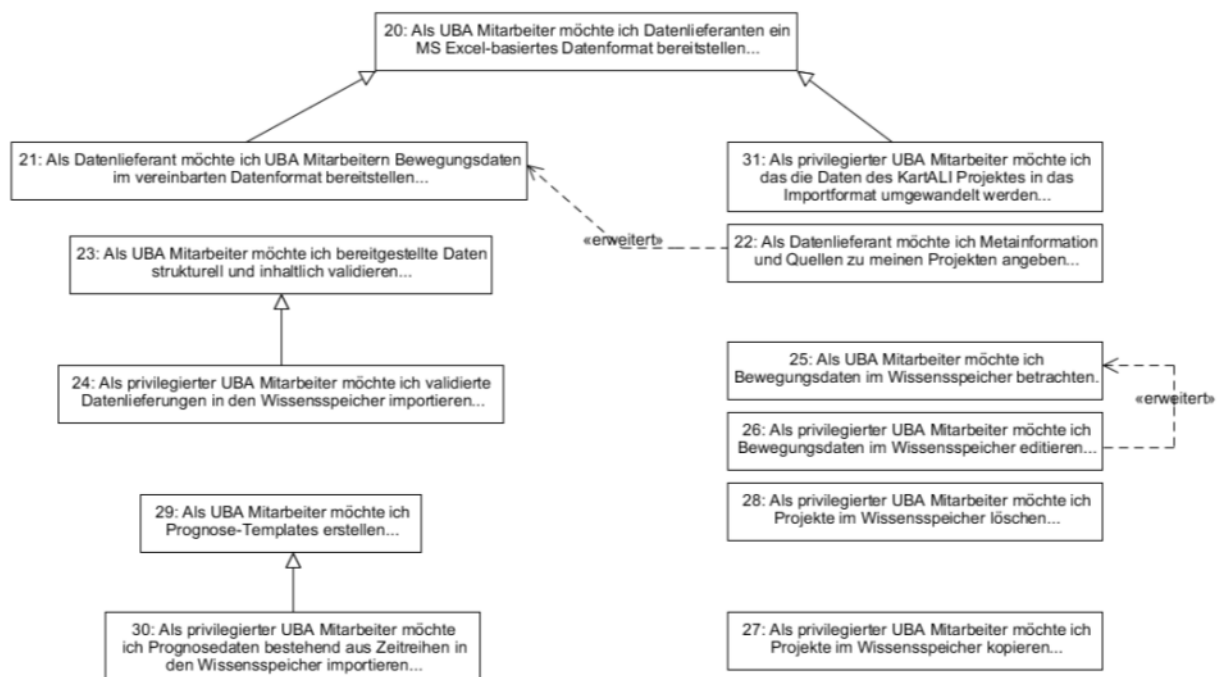 20: Als UBA Mitarbeiter möchte ich Datenlieferanten ein
MS Excel-basiertes Datenformat bereitstellen...
21: Als Datenlieferant möchte ich UBA Mitarbeitern Bewegungsdaten
im vereinbarten Datenformat bereitstellen...
31: Als privilegierter UBA Mitarbeiter möchte ich
das die Daten des KartALI Projektes in das
Importformat umgewandelt werden...
«erweitert»
22: Als Datenlieferant möchte ich Metainformation
und Quellen zu meinen Projekten angeben...
23: Als UBA Mitarbeiter möchte ich bereitgestellte Daten
strukturell und inhaltlich validieren...
24: Als privilegierter UBA Mitarbeiter möchte ich validierte
Datenlieferungen in den Wissensspeicher importieren...
25: Als UBA Mitarbeiter möchte ich
Bewegungsdaten im Wissensspeicher betrachten.
«erweitert»
26: Als privilegierter UBA Mitarbeiter möchte ich
Bewegungsdaten im Wissensspeicher editieren...
29: Als UBA Mitarbeiter möchte ich
Prognose-Templates erstellen...
28: Als privilegierter UBA Mitarbeiter möchte ich
Projekte im Wissensspeicher löschen...
30: Als privilegierter UBA Mitarbeiter möchte
ich Prognosedaten bestehend aus Zeitreihen in
den Wissensspeicher importieren...
27: Als privilegierter UBA Mitarbeiter möchte ich
Projekte im Wissensspeicher kopieren...